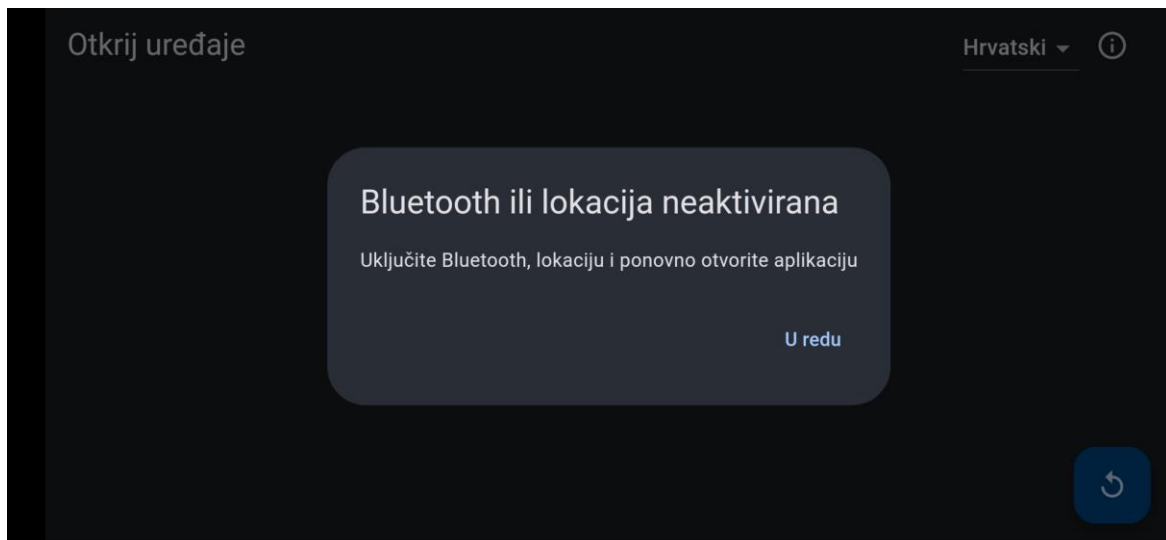 Otkrij uređaje
Hrvatski
Bluetooth ili lokacija neaktivirana
Uključite Bluetooth, lokaciju i ponovno otvorite aplikaciju
U redu